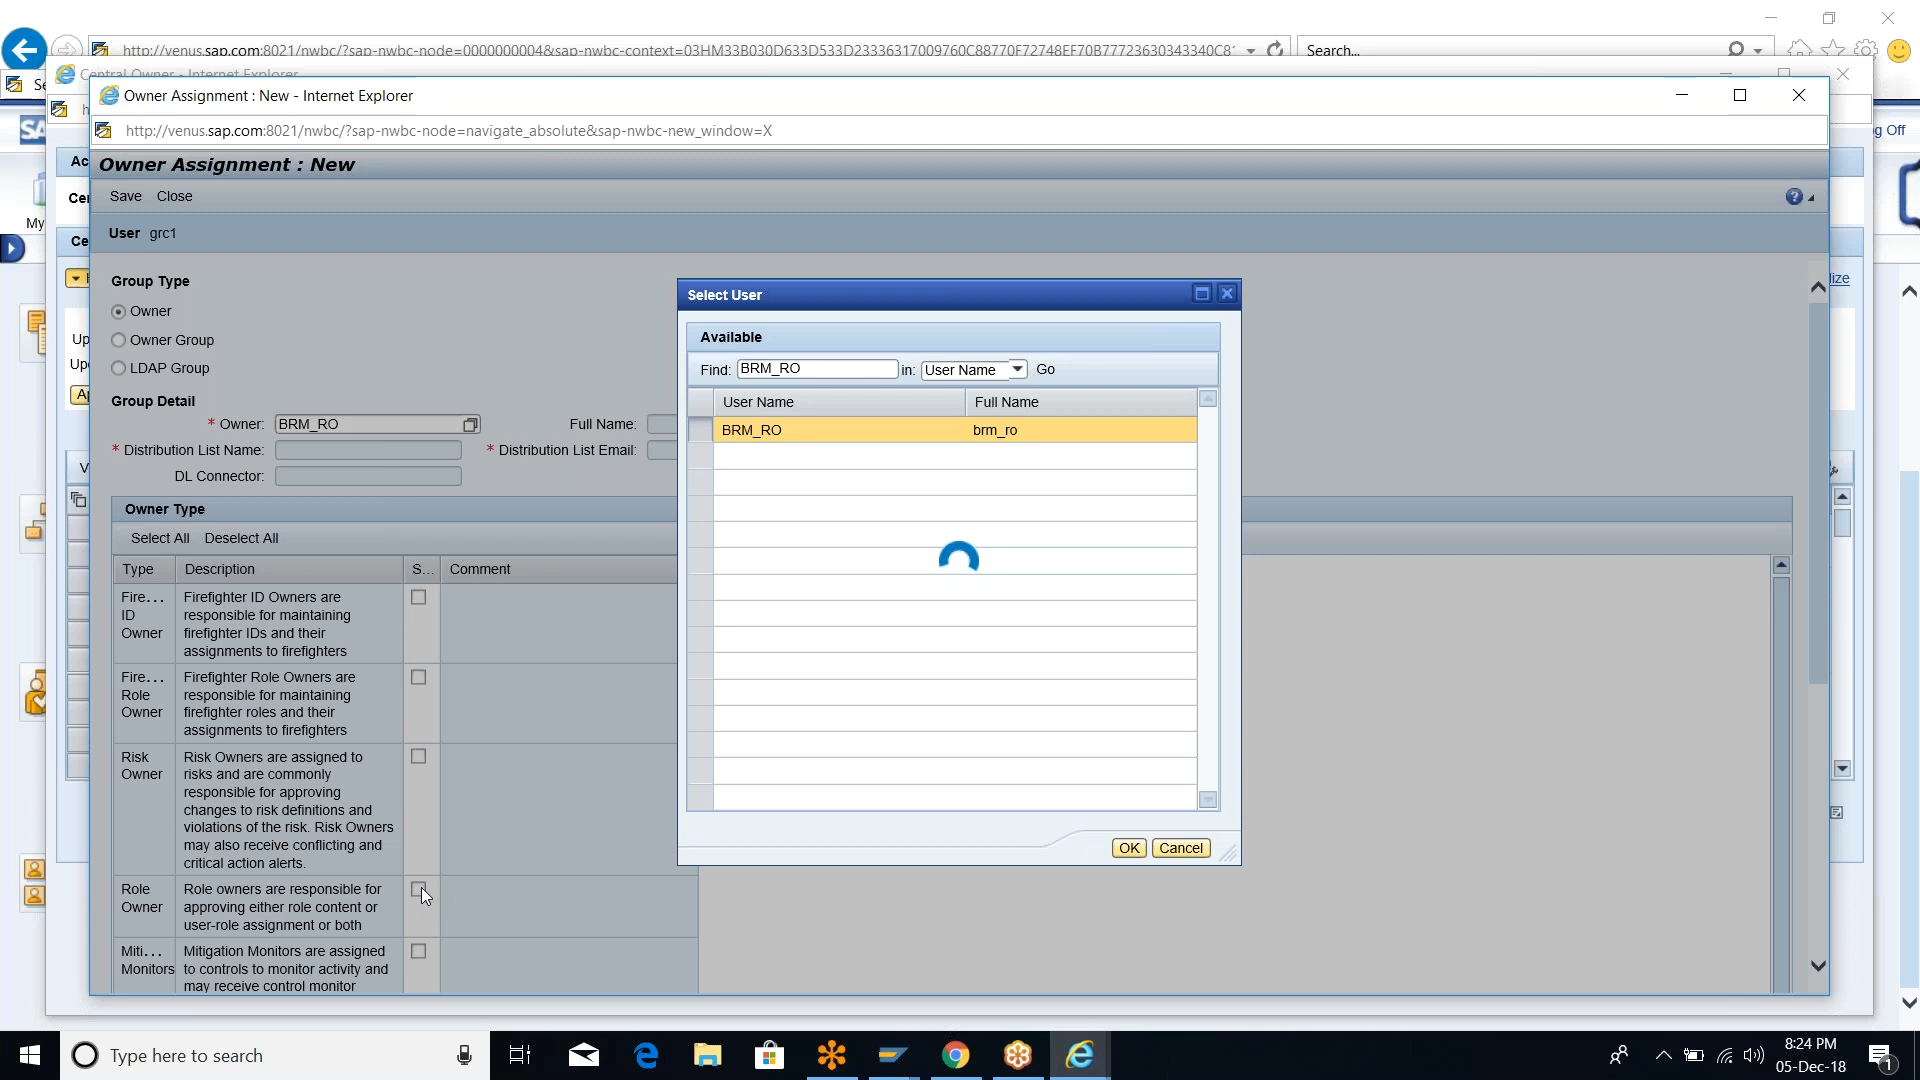 http://venus.sap.com:8021/nwbc/?sap-nwbc-node=0000000004&sap-nwbc-context=03HM33B030D633D533D23336317009760C88770F72748EF70B77723630343340C8
Search...
Central Owner - Internet Explorer
Owner Assignment : New - Internet Explorer
http://venus.sap.com:8021/nwbc/?sap-nwbc-node=navigate_absolute&sap-nwbc-new_window=X
g Off
Owner Assignment : New
Save Close
User grc1
My
Group Type
Owner
Owner Group
LDAP Group
Group Detail
* Owner: BRM_RO
Full Name:
* Distribution List Name:
* Distribution List Email:
DL Connector:
Owner Type
Select All Deselect All
Type Description S... Comment
Fire... ID Owner
Firefighter ID Owners are
responsible for maintaining
firefighter IDs and their
assignments to firefighters
Fire... Role Owner
Firefighter Role Owners are
responsible for maintaining
firefighter roles and their
assignments to firefighters
Risk Owner
Risk Owners are assigned to
risks and are commonly
responsible for approving
changes to risk definitions and
violations of the risk. Risk Owners
may also receive conflicting and
critical action alerts.
Role Owner
Role owners are responsible for
approving either role content or
user-role assignment or both
Miti... Monitors
Mitigation Monitors are assigned
to controls to monitor activity and
may receive control monitor
Select User
Available
Find: BRM_RO in: User Name Go
User Name Full Name
BRM_RO brm_ro
OK Cancel
Type here to search
8:24 PM
05-Dec-18
1